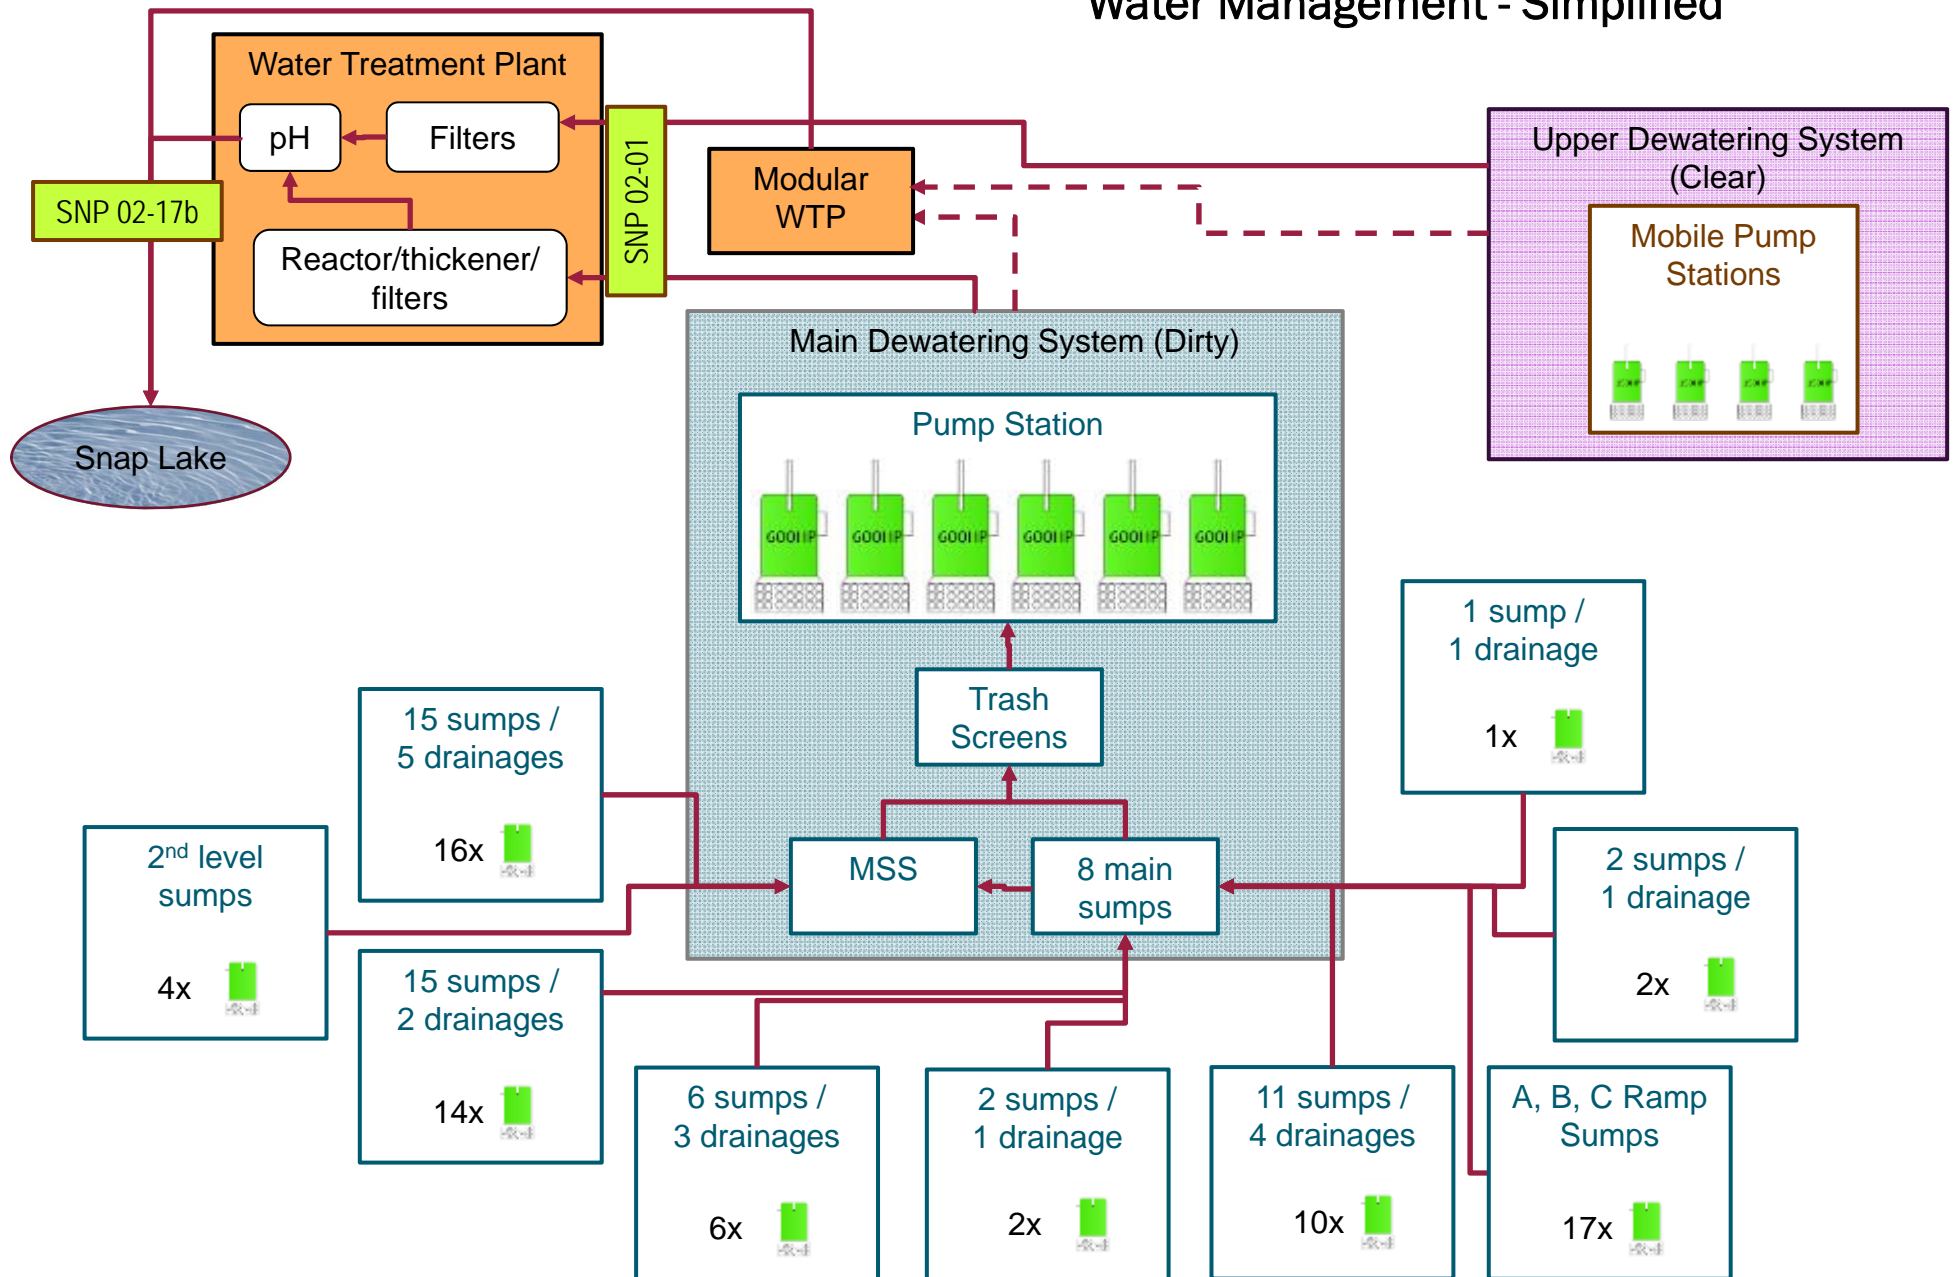 Water Management - Simplified
Water Treatment Plant
pH
Filters
Reactor/thickener/
filters
SNP 02-17b
SNP 02-01
Modular
WTP
Upper Dewatering System
(Clear)
Mobile Pump
Stations
Snap Lake
Main Dewatering System (Dirty)
Pump Station
Trash
Screens
MSS
8 main
sumps
1 sump /
1 drainage
1x
15 sumps /
5 drainages
16x
2nd level
sumps
4x
2 sumps /
1 drainage
2x
15 sumps /
2 drainages
14x
6 sumps /
3 drainages
6x
2 sumps /
1 drainage
2x
11 sumps /
4 drainages
10x
A, B, C Ramp
Sumps
17x